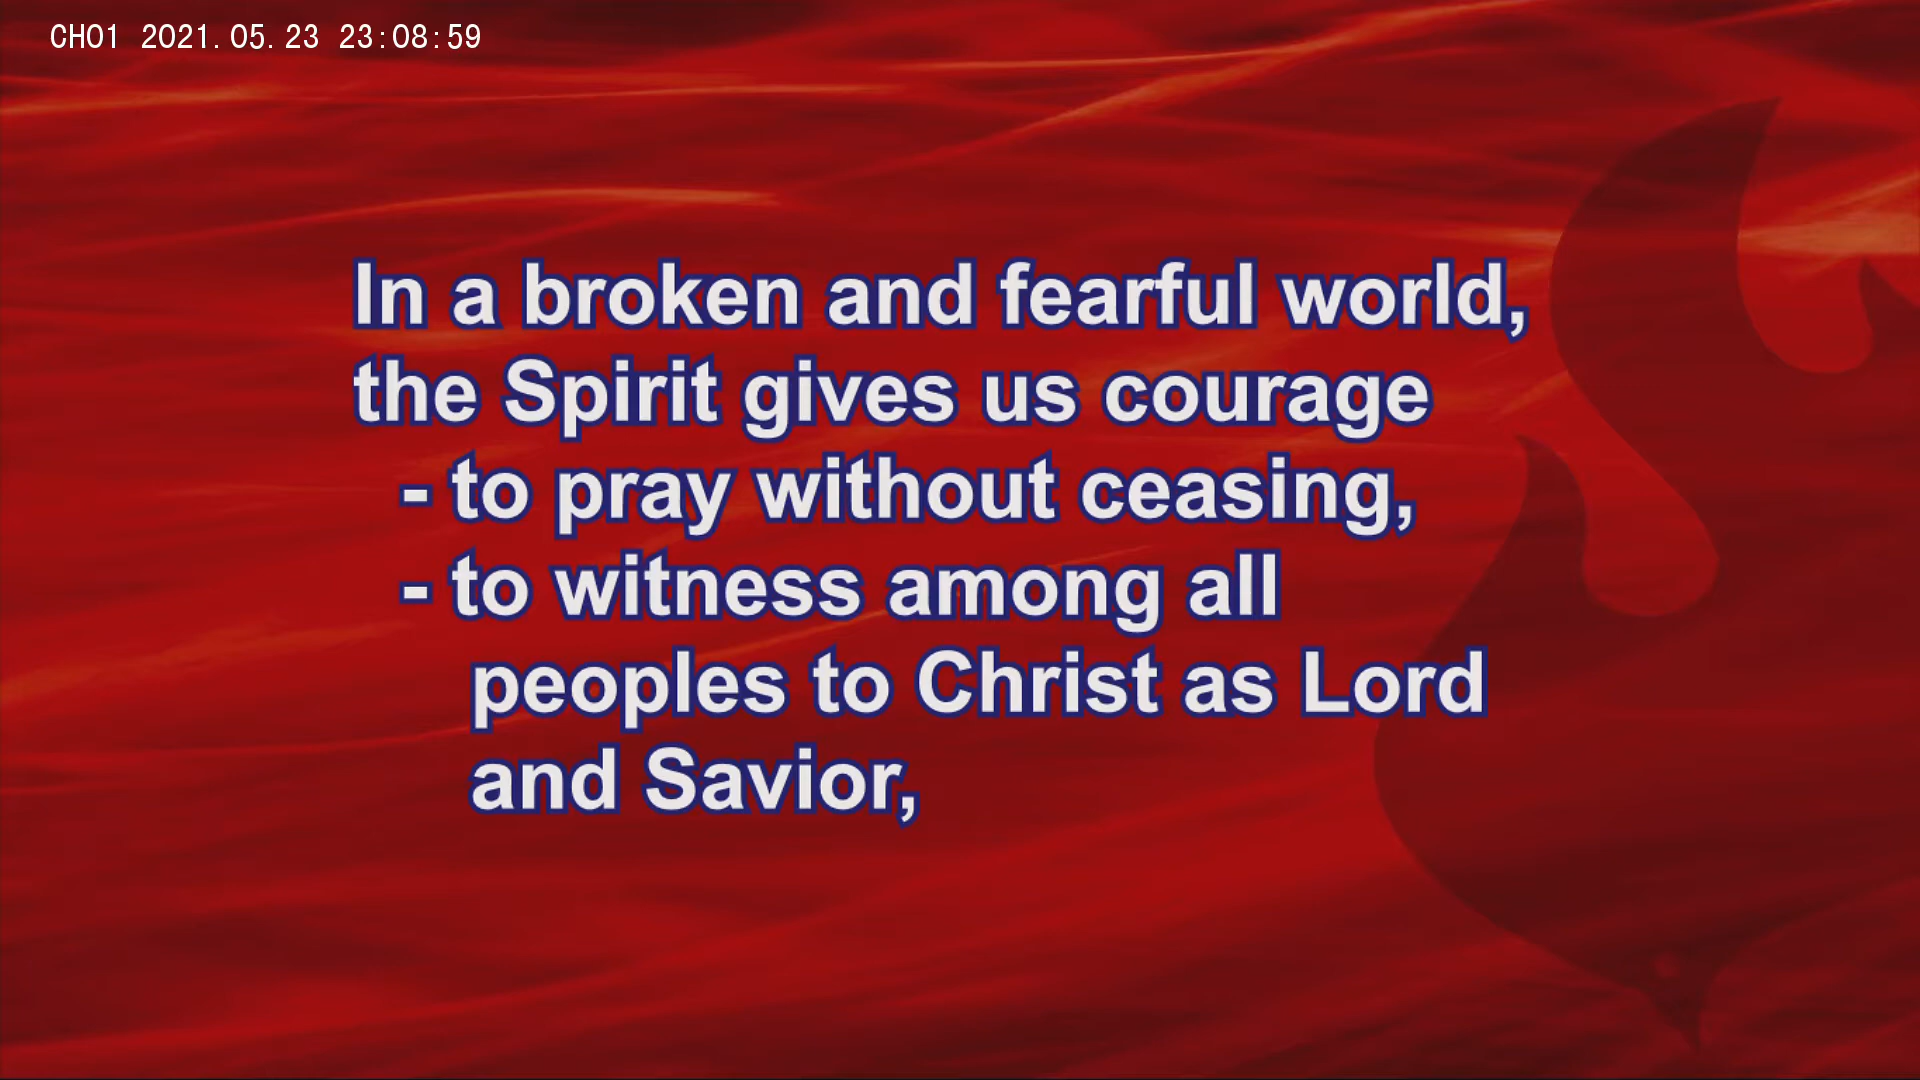 CH01 2021.05.23 23:08:59
In a broken and fearful world,
the Spirit gives us courage
- to pray without ceasing,
- to witness among all
peoples to Christ as Lord
and Savior,